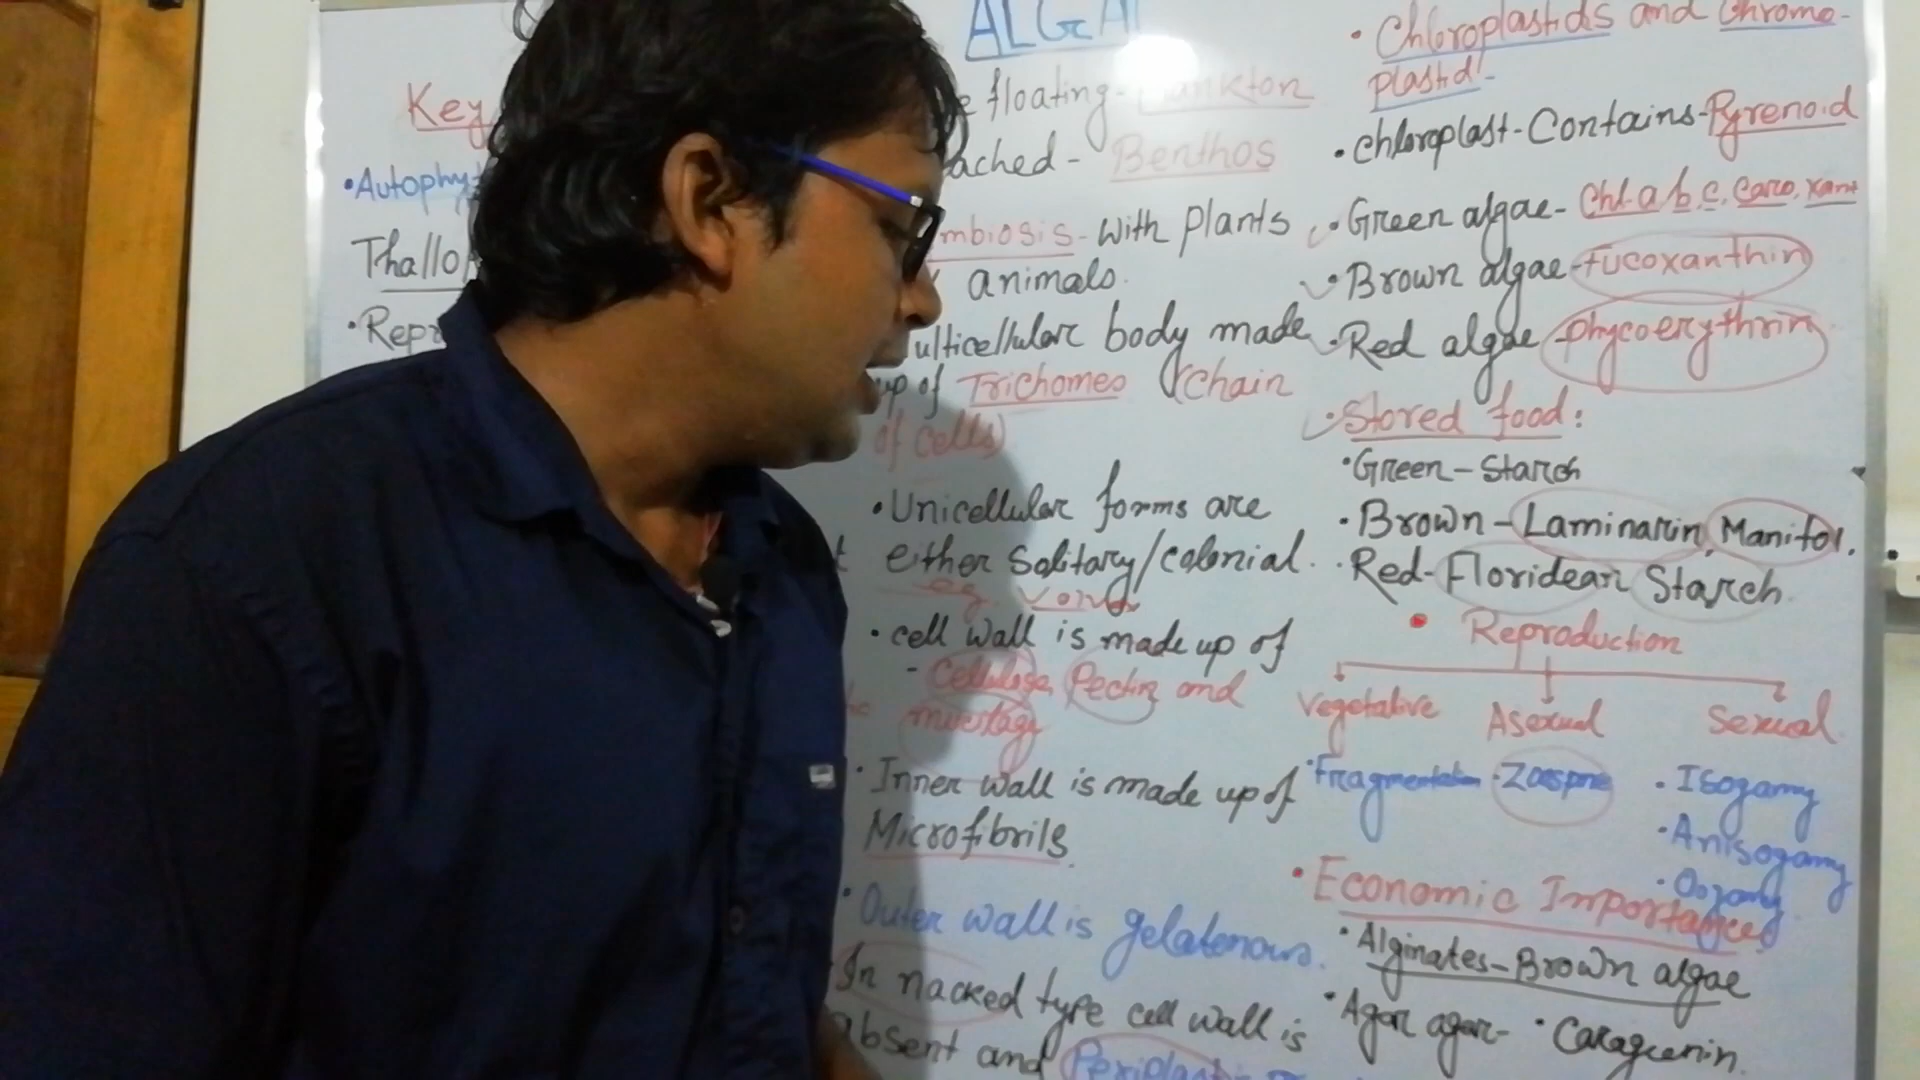 ALGAE
Key
• Autophy
Thallo
• Repr
floating - Plankton
ached - Benthos
mbiosis - with plants
animals.
ulticellular body made
up of Trichomes (chain
of cells)
• Unicellular forms are
either Solitary/colonial.
eg.
• cell wall is made up of
- Cellulose, Pectin and
• Inner wall is made up of
Microfibrils.
• Outer wall is gelatenous.
In nacked type cell wall is
absent and Periplast
• Chloroplastids and Chromo-
plastid
• chloroplast - Contains - Pyrenoid
• Green algae - Chl. a, b, c, Caro, xant
• Brown algae - fucoxanthin
• Red algae - phycoerythrin
• Stored food:
• Green - Starch
• Brown - Laminarin, Manitol.
• Red - Floridean Starch.
• Reproduction
Vegetative Asexual Sexual
• Fragmentation • Zoospore • Isogamy
• Anisogamy
• Oogamy
• Economic Importances
• Alginates - Brown algae
• Agar agar - • Carageenin.